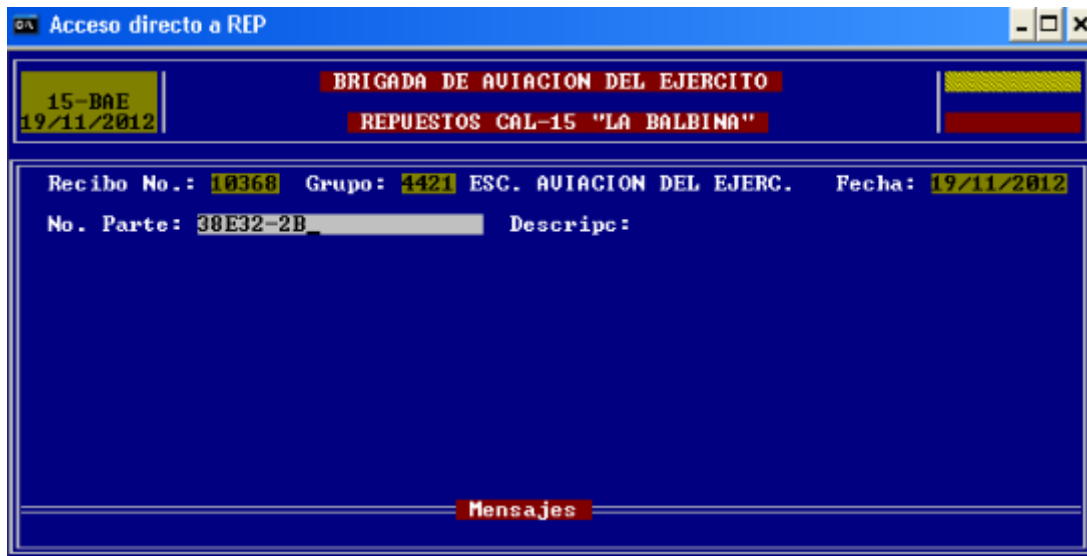 Acceso directo a REP
BRIGADA DE AVIACION DEL EJERCITO
15-BAE
19/11/2012
REPUESTOS CAL-15 "LA BALBINA"
Recibo No.: 10368 Grupo: 4421 ESC. AVIACION DEL EJERC. Fecha: 19/11/2012
No. Parte: 38E32-2B_ Descripc:
Mensajes